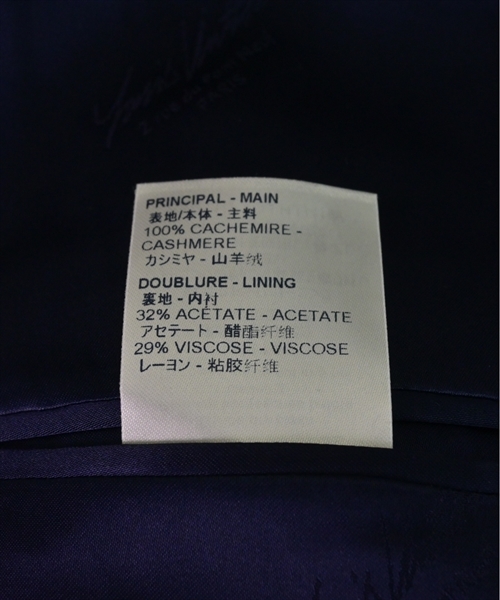 PRINCIPAL - MAIN
表地/本体 - 主料
100% CACHEMIRE -
CASHMERE
カシミヤ - 山羊绒
DOUBLURE - LINING
裏地 - 内衬
32% ACÉTATE - ACETATE
アセテート - 醋酯纤维
29% VISCOSE - VISCOSE
レーヨン - 粘胶纤维